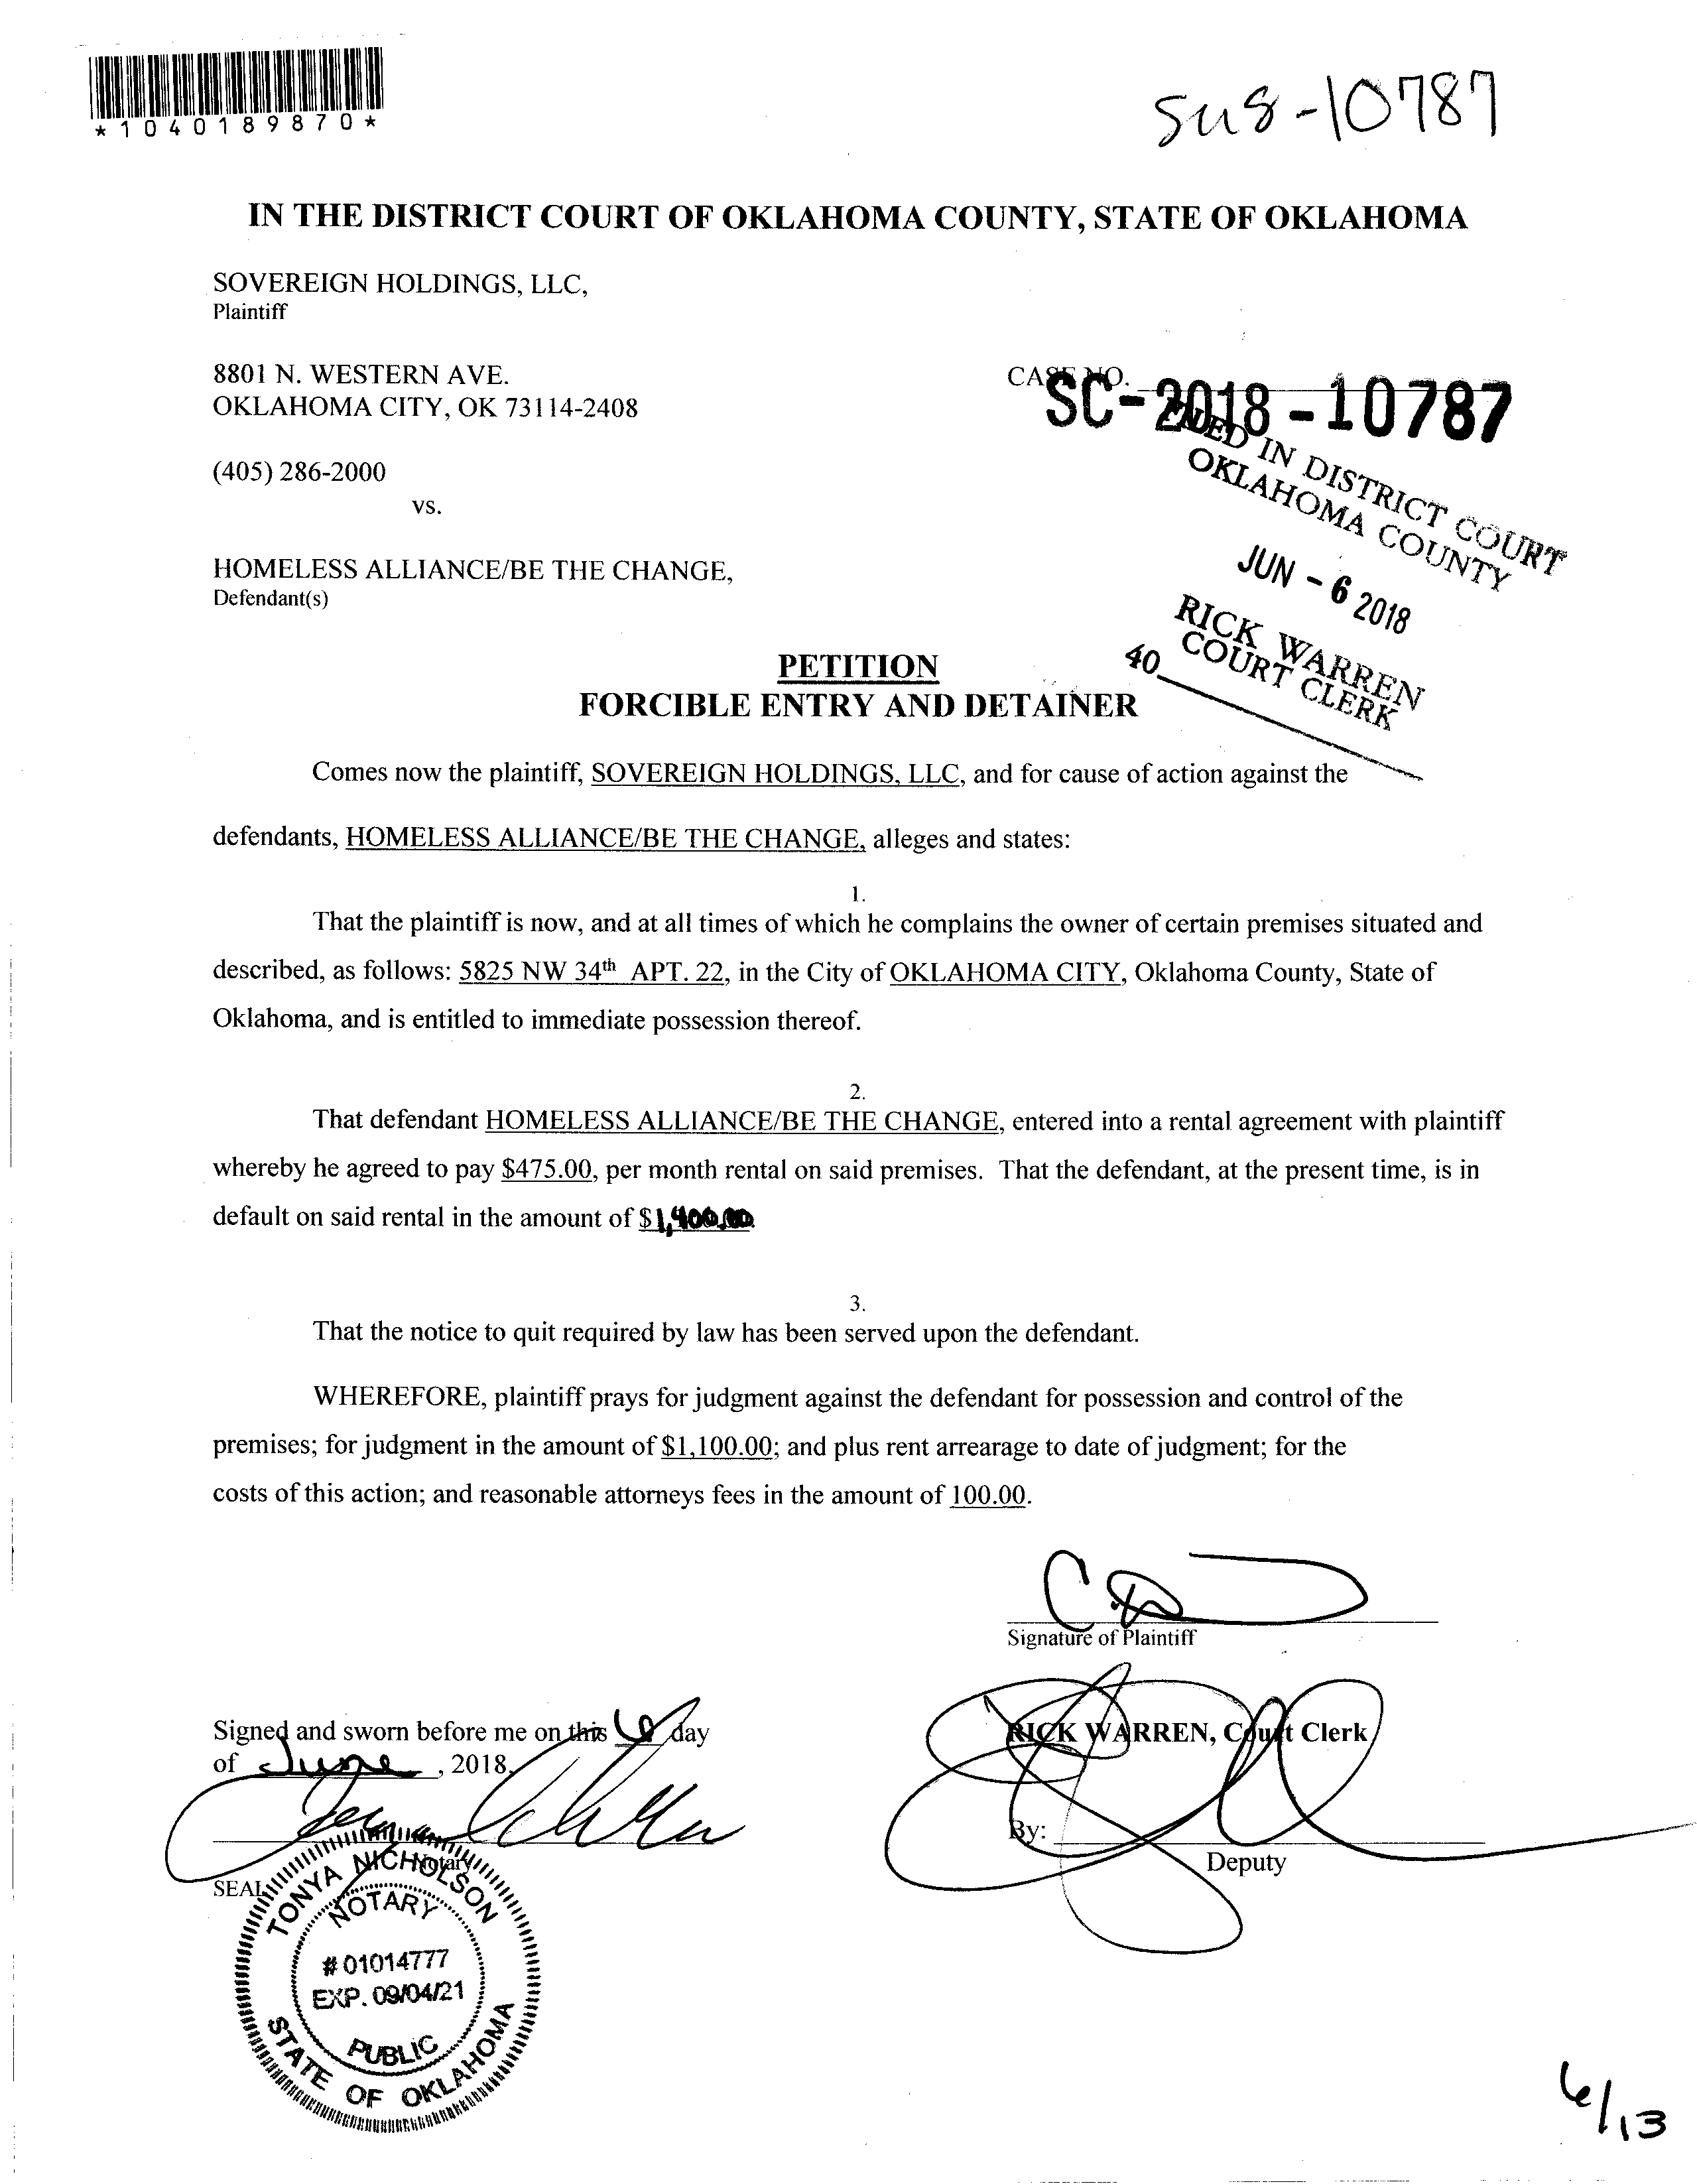 *1040189870*
SC18-10787
IN THE DISTRICT COURT OF OKLAHOMA COUNTY, STATE OF OKLAHOMA
SOVEREIGN HOLDINGS, LLC,
Plaintiff
8801 N. WESTERN AVE.
OKLAHOMA CITY, OK 73114-2408
CASE NO.
SC-2018-10787
(405) 286-2000
vs.
FILED IN DISTRICT COURT
OKLAHOMA COUNTY
JUN - 6 2018
RICK WARREN
COURT CLERK
40
HOMELESS ALLIANCE/BE THE CHANGE,
Defendant(s)
PETITION
FORCIBLE ENTRY AND DETAINER
Comes now the plaintiff, SOVEREIGN HOLDINGS, LLC, and for cause of action against the
defendants, HOMELESS ALLIANCE/BE THE CHANGE, alleges and states:
1.
That the plaintiff is now, and at all times of which he complains the owner of certain premises situated and
described, as follows: 5825 NW 34th APT. 22, in the City of OKLAHOMA CITY, Oklahoma County, State of
Oklahoma, and is entitled to immediate possession thereof.
2.
That defendant HOMELESS ALLIANCE/BE THE CHANGE, entered into a rental agreement with plaintiff
whereby he agreed to pay $475.00, per month rental on said premises. That the defendant, at the present time, is in
default on said rental in the amount of $1,400.00
3.
That the notice to quit required by law has been served upon the defendant.
WHEREFORE, plaintiff prays for judgment against the defendant for possession and control of the
premises; for judgment in the amount of $1,100.00; and plus rent arrearage to date of judgment; for the
costs of this action; and reasonable attorneys fees in the amount of 100.00.
Signature of Plaintiff
Signed and sworn before me on this 6 day
of June, 2018.
RICK WARREN, Court Clerk
By:
Deputy
Notary
SEAL
TONYA NICHOLSON
NOTARY
# 01014777
EXP. 09/04/21
PUBLIC
STATE OF OKLAHOMA
6/13